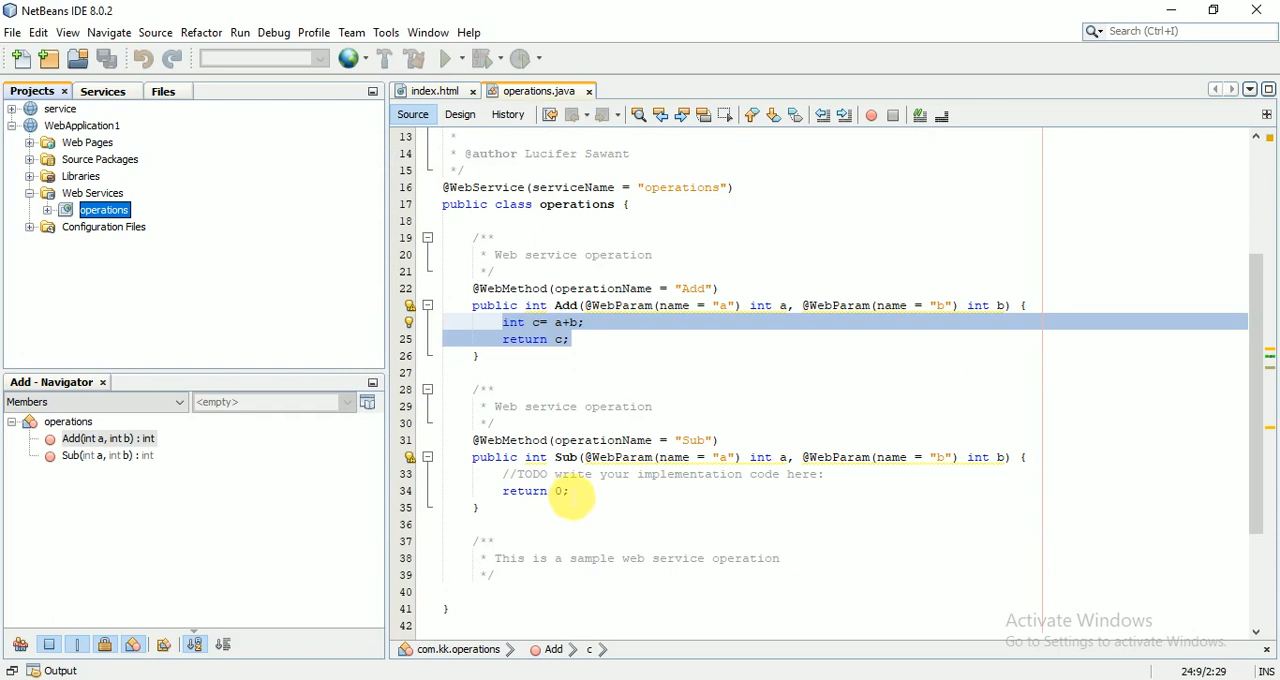 NetBeans IDE 8.0.2
File Edit View Navigate Source Refactor Run Debug Profile Team Tools Window Help
Search (Ctrl+I)
Projects Services Files
service
WebApplication1
Web Pages
Source Packages
Libraries
Web Services
operations
Configuration Files
Add - Navigator
Members <empty>
operations
Add(int a, int b) : int
Sub(int a, int b) : int
index.html operations.java
Source Design History
13 *
14 * @author Lucifer Sawant
15 */
16 @WebService(serviceName = "operations")
17 public class operations {
18
19 /**
20 * Web service operation
21 */
22 @WebMethod(operationName = "Add")
public int Add(@WebParam(name = "a") int a, @WebParam(name = "b") int b) {
int c= a+b;
25 return c;
26 }
27
28 /**
29 * Web service operation
30 */
31 @WebMethod(operationName = "Sub")
public int Sub(@WebParam(name = "a") int a, @WebParam(name = "b") int b) {
33 //TODO write your implementation code here:
34 return 0;
35 }
36
37 /**
38 * This is a sample web service operation
39 */
40
41 }
42
Activate Windows
Go to Settings to activate Windows.
com.kk.operations Add c
Output
24:9/2:29 INS